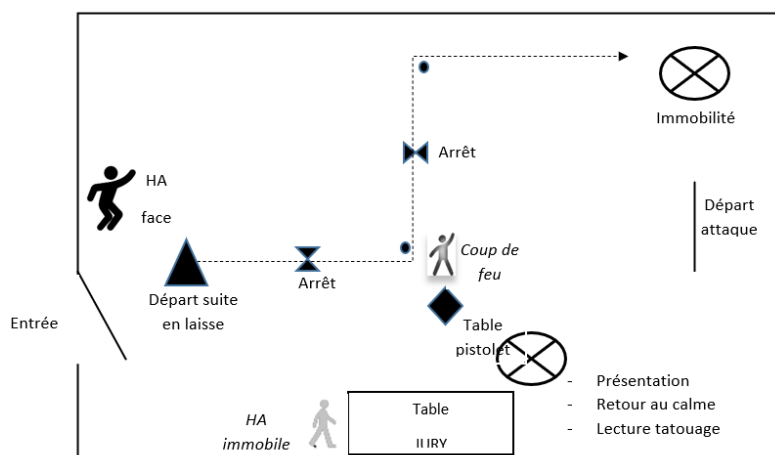 Immobilité
Arrêt
HA
face
Départ
attaque
Coup de
feu
Arrêt
Départ suite
en laisse
Entrée
Table
pistolet
- Présentation
- Retour au calme
- Lecture tatouage
HA
immobile
Table
JURY